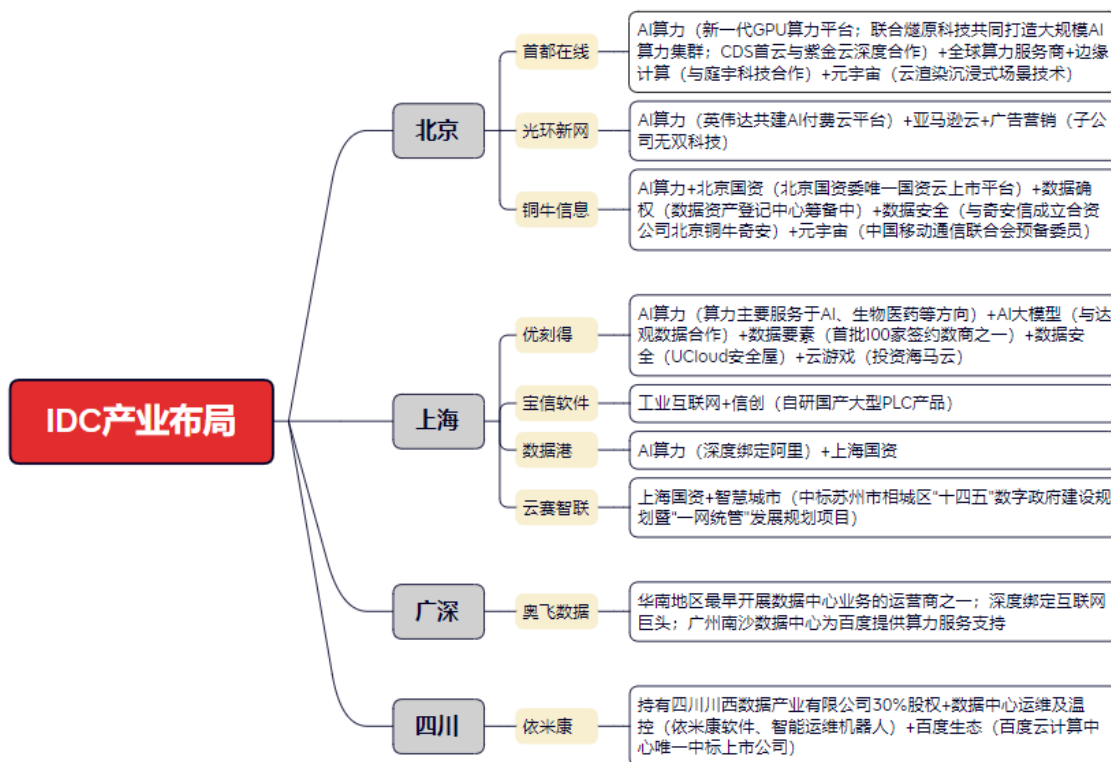 IDC产业布局
北京
首都在线
AI算力（新一代GPU算力平台；联合燧原科技共同打造大规模AI
算力集群；CDS首云与紫金云深度合作）+全球算力服务商+边缘
计算（与庭宇科技合作）+元宇宙（云渲染沉浸式场景技术）
光环新网
AI算力（英伟达共建AI付费云平台）+亚马逊云+广告营销（子公
司无双科技）
铜牛信息
AI算力+北京国资（北京国资委唯一国资云上市平台）+数据确
权（数据资产登记中心筹备中）+数据安全（与奇安信成立合资
公司北京铜牛奇安）+元宇宙（中国移动通信联合会预备委员）
上海
优刻得
AI算力（算力主要服务于AI、生物医药等方向）+AI大模型（与达
观数据合作）+数据要素（首批100家签约数商之一）+数据安
全（UCloud安全屋）+云游戏（投资海马云）
宝信软件
工业互联网+信创（自研国产大型PLC产品）
数据港
AI算力（深度绑定阿里）+上海国资
云赛智联
上海国资+智慧城市（中标苏州市相城区“十四五”数字政府建设规
划暨“一网统管”发展规划项目）
广深
奥飞数据
华南地区最早开展数据中心业务的运营商之一；深度绑定互联网
巨头；广州南沙数据中心为百度提供算力服务支持
四川
依米康
持有四川川西数据产业有限公司30%股权+数据中心运维及温
控（依米康软件、智能运维机器人）+百度生态（百度云计算中
心唯一中标上市公司）